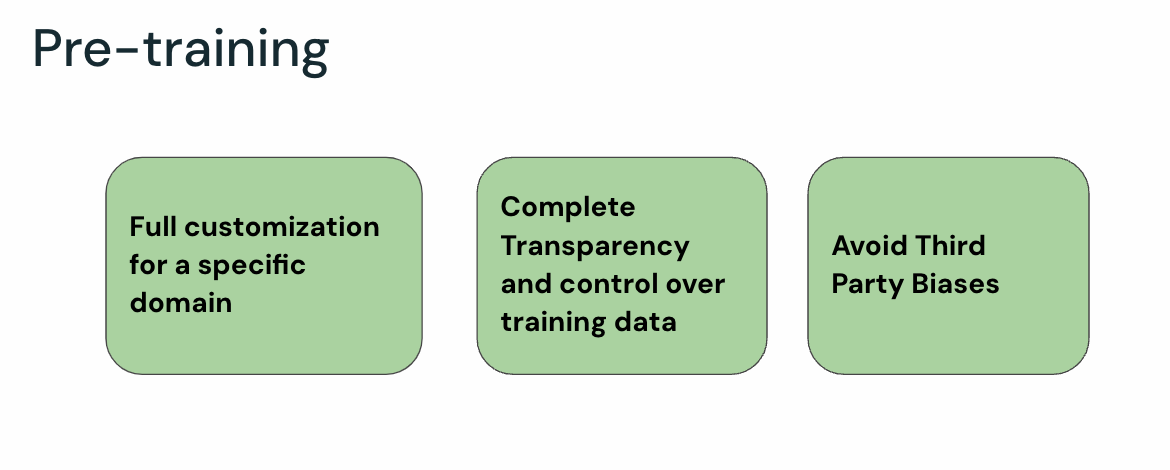 Pre-training
Full customization
for a specific
domain
Complete
Transparency
and control over
training data
Avoid Third
Party Biases